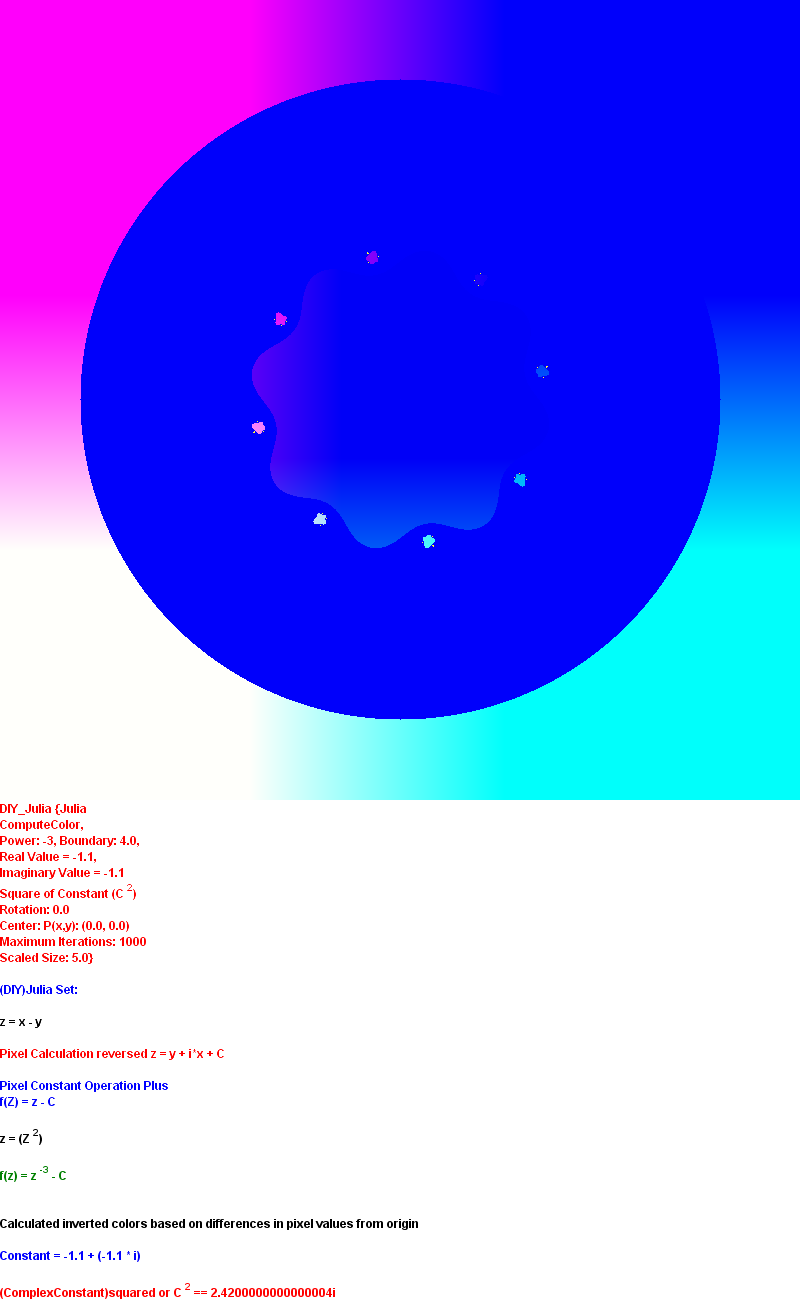 DIY_Julia {Julia
ComputeColor,
Power: -3, Boundary: 4.0,
Real Value = -1.1,
Imaginary Value = -1.1
Square of Constant (C 2)
Rotation: 0.0
Center: P(x,y): (0.0, 0.0)
Maximum Iterations: 1000
Scaled Size: 5.0}
(DIY)Julia Set:
z = x - y
Pixel Calculation reversed z = y + i*x + C
Pixel Constant Operation Plus
f(Z) = z - C
z = (Z 2)
f(z) = z -3 - C
Calculated inverted colors based on differences in pixel values from origin
Constant = -1.1 + (-1.1 * i)
(ComplexConstant)squared or C 2 == 2.4200000000000004i